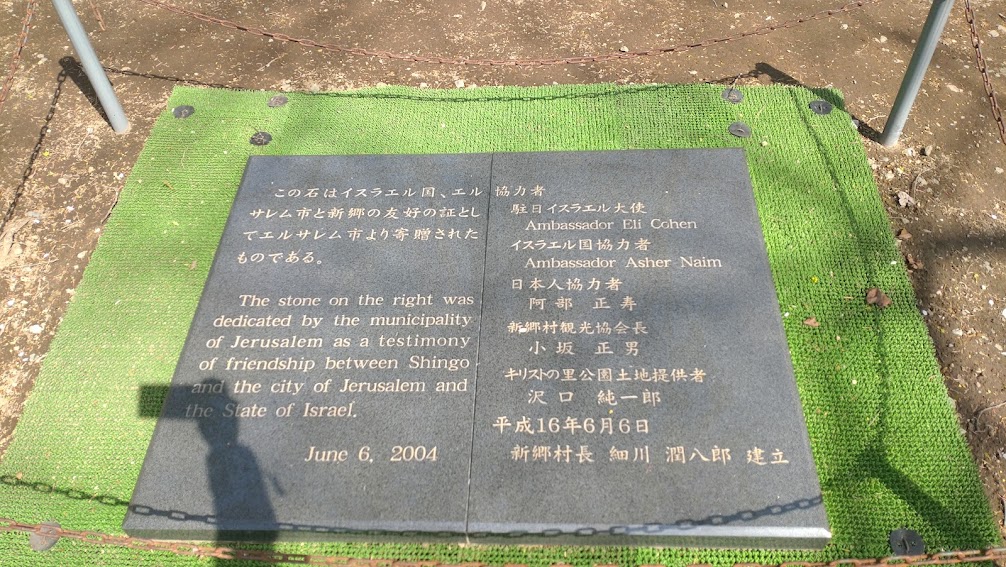 この石はイスラエル国、エル
サレム市と新郷の友好の証とし
てエルサレム市より寄贈された
ものである。
The stone on the right was
dedicated by the municipality
of Jerusalem as a testimony
of friendship between Shingo
and the city of Jerusalem and
the State of Israel.
June 6, 2004
協力者
駐日イスラエル大使
Ambassador Eli Cohen
イスラエル国協力者
Ambassador Asher Naim
日本人協力者
阿部 正寿
新郷村観光協会長
小坂 正男
キリストの里公園土地提供者
沢口 純一郎
平成16年6月6日
新郷村長 細川 潤八郎 建立